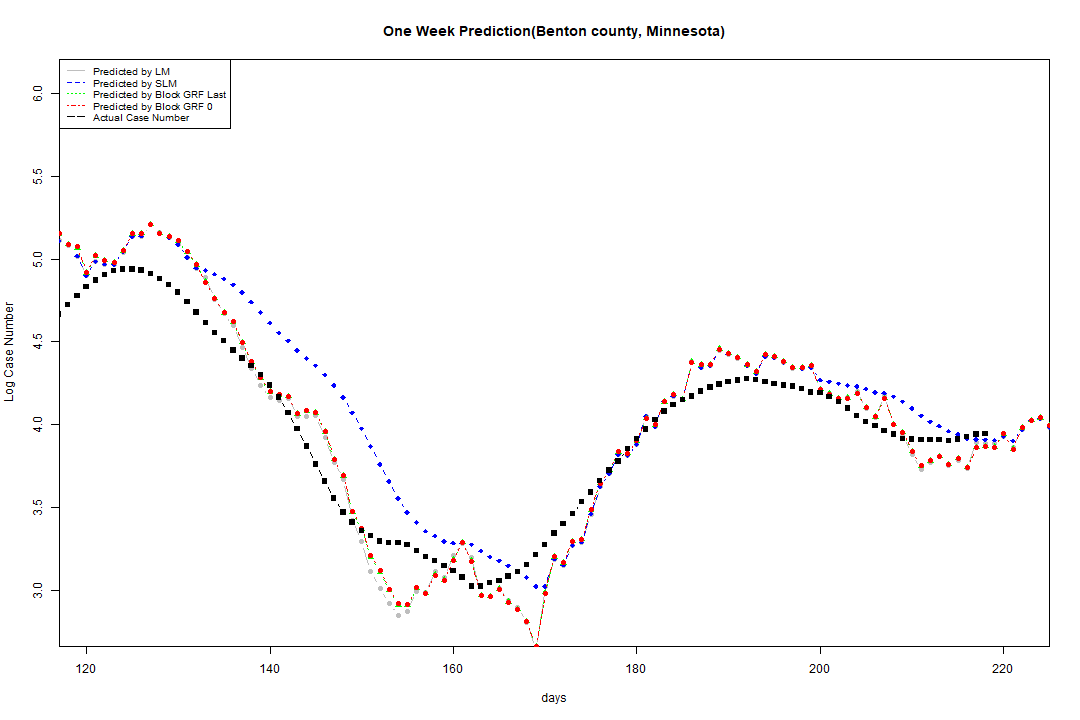 One Week Prediction(Benton county, Minnesota)
Predicted by LM
Predicted by SLM
Predicted by Block GRF Last
Predicted by Block GRF 0
Actual Case Number
6.0
5.5
5.0
4.5
4.0
3.5
3.0
Log Case Number
120 140 160 180 200 220
days